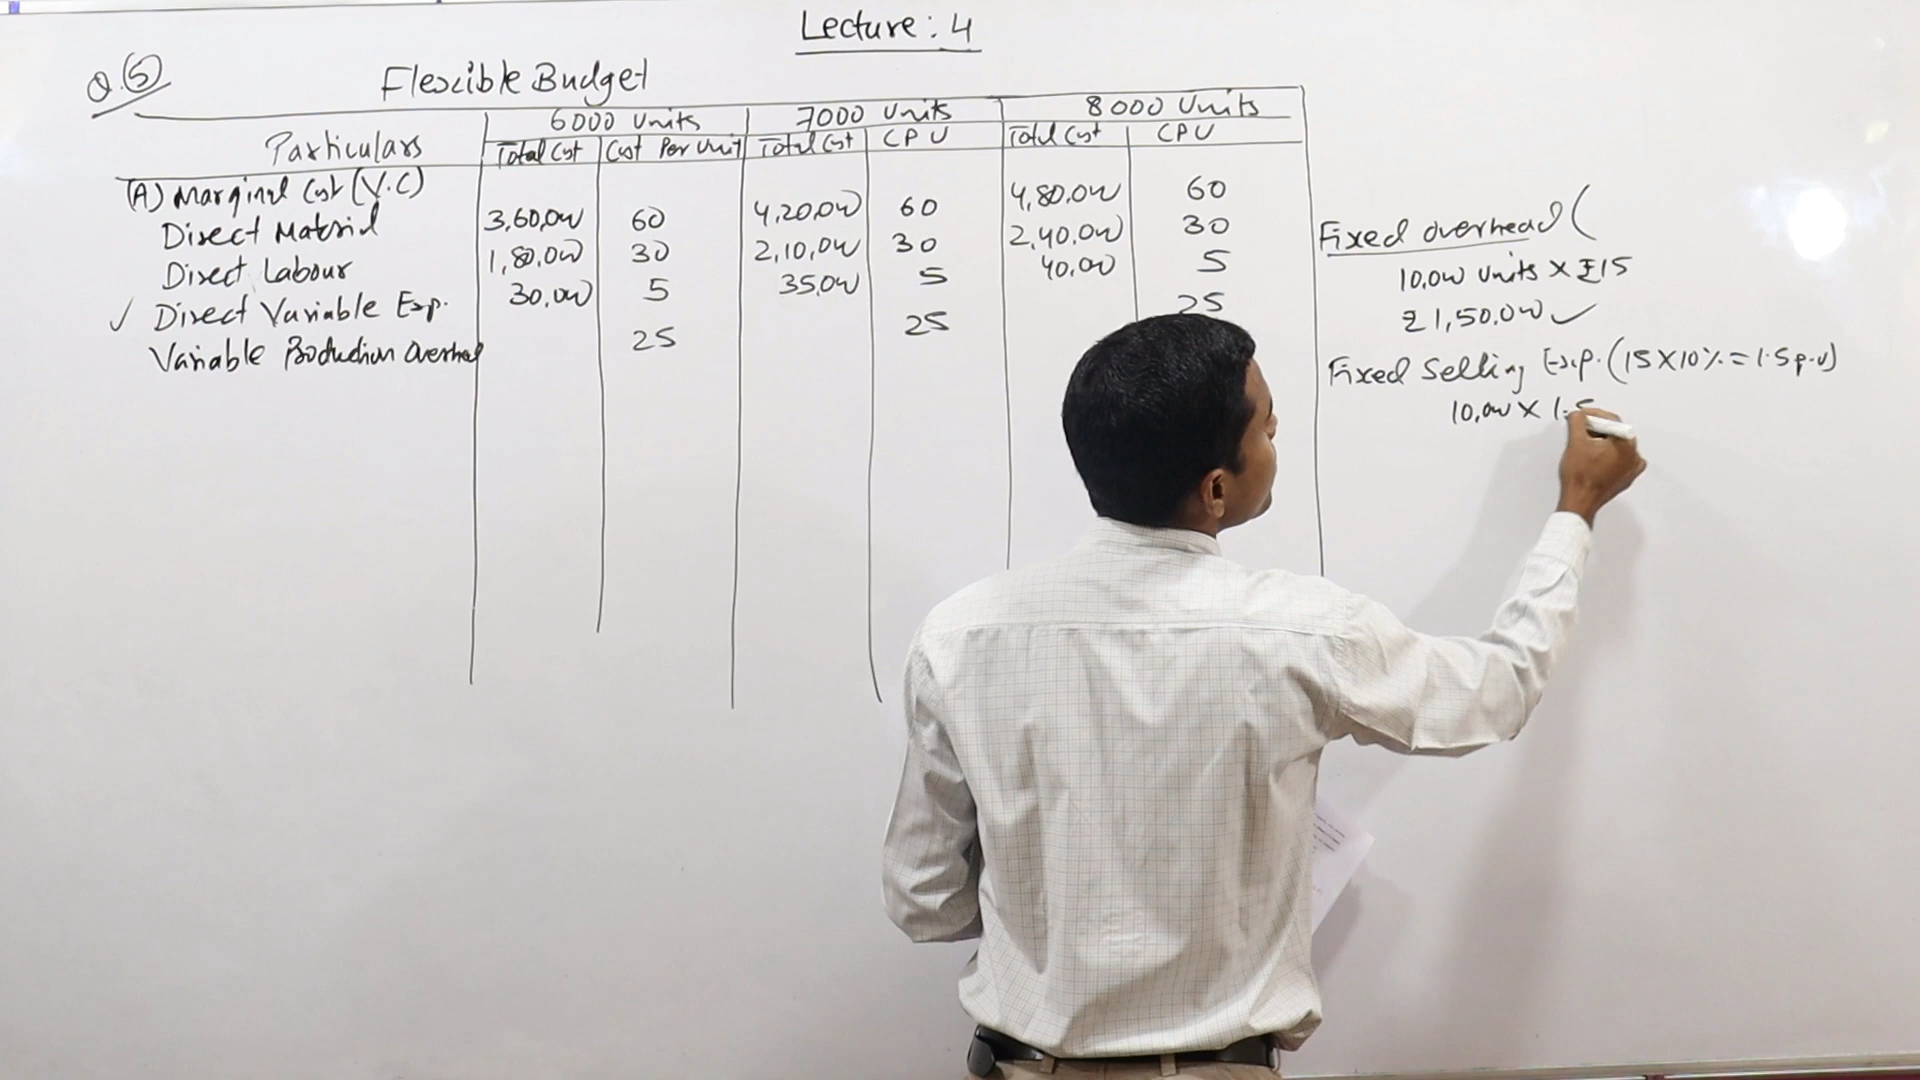 Lecture : 4
Q.(5)
Flexible Budget
Particulars 6000 Units 7000 Units 8000 Units
Total Cost Cost Per Unit Total Cost CPU Total Cost CPU
(A) Marginal Cost (V.C)
Direct Material 3,60,000 60 4,20,000 60 4,80,000 60
Direct Labour 1,80,000 30 2,10,000 30 2,40,000 30
✓ Direct Variable Exp. 30,000 5 35,000 5 40,000 5
Variable Production Overhead 25 25 25
Fixed overhead (
10,000 Units × ₹15
₹1,50,000 ✓
Fixed Selling Exp. (15×10% = 1.5 p.u)
10,000 × 1.5